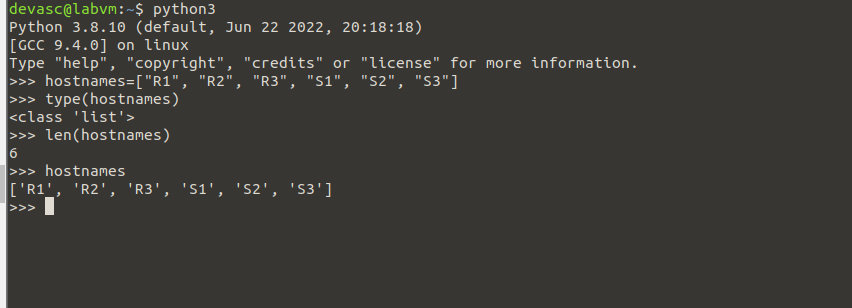 devasc@labvm:~$ python3
Python 3.8.10 (default, Jun 22 2022, 20:18:18)
[GCC 9.4.0] on linux
Type "help", "copyright", "credits" or "license" for more information.
>>> hostnames=["R1", "R2", "R3", "S1", "S2", "S3"]
>>> type(hostnames)
<class 'list'>
>>> len(hostnames)
6
>>> hostnames
['R1', 'R2', 'R3', 'S1', 'S2', 'S3']
>>>